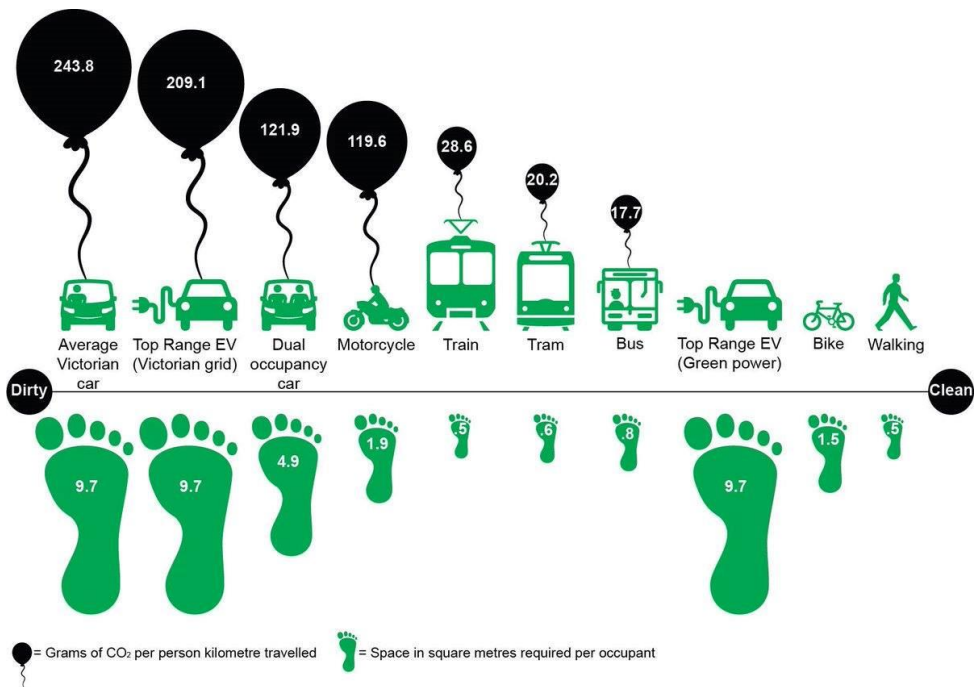 243.8
209.1
121.9
119.6
28.6
20.2
17.7
Average
Victorian
car
Top Range EV
(Victorian grid)
Dual
occupancy
car
Motorcycle
Train
Tram
Bus
Top Range EV
(Green power)
Bike
Walking
Dirty
Clean
9.7
9.7
4.9
1.9
.5
.6
.8
9.7
1.5
.5
= Grams of CO₂ per person kilometre travelled
= Space in square metres required per occupant